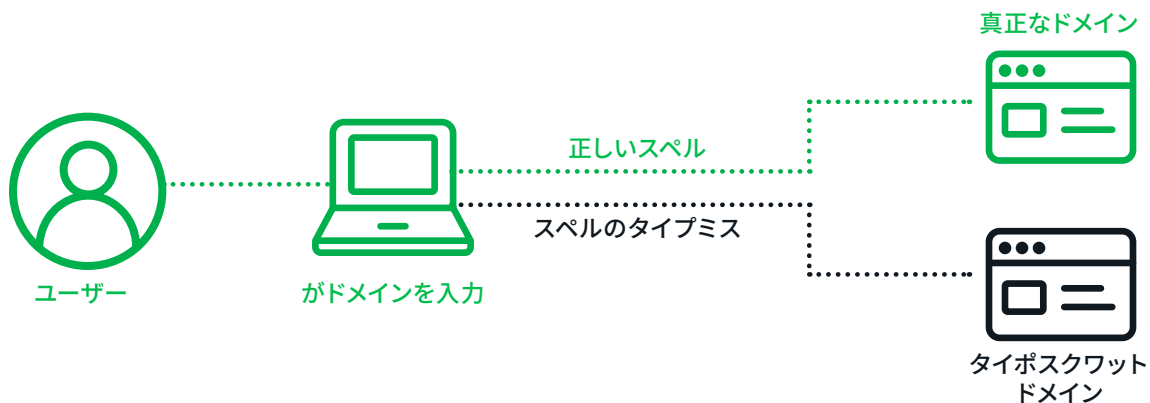 真正なドメイン
正しいスペル
スペルのタイプミス
ユーザー
がドメインを入力
タイポスクワット
ドメイン